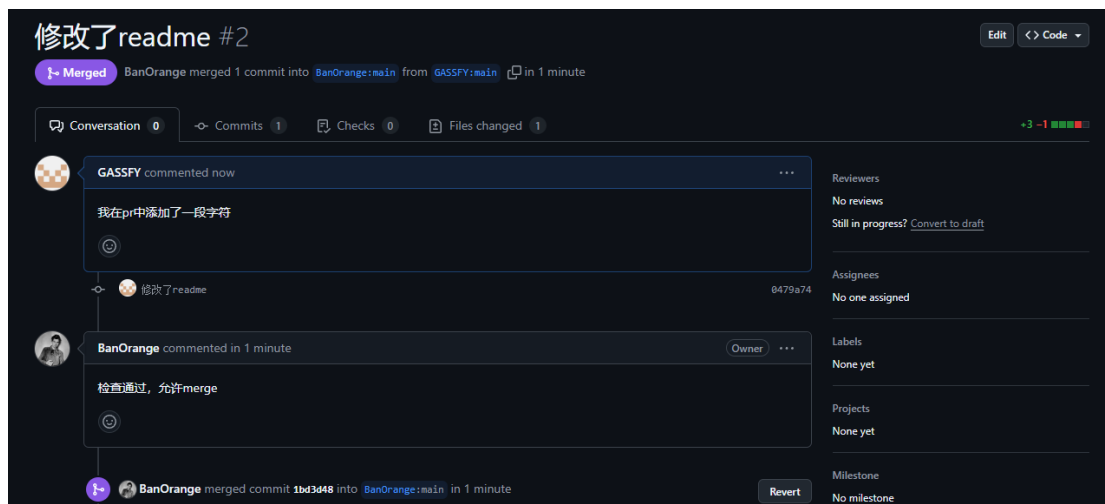 修改了readme #2
Edit
<> Code
Merged
BanOrange merged 1 commit into BanOrange:main from GASSFY:main in 1 minute
Conversation 0
Commits 1
Checks 0
Files changed 1
+3 −1
GASSFY commented now
···
我在pr中添加了一段字符
修改了readme
0479a74
BanOrange commented in 1 minute
Owner
···
检查通过，允许merge
BanOrange merged commit 1bd3d48 into BanOrange:main in 1 minute
Revert
Reviewers
No reviews
Still in progress? Convert to draft
Assignees
No one assigned
Labels
None yet
Projects
None yet
Milestone
No milestone